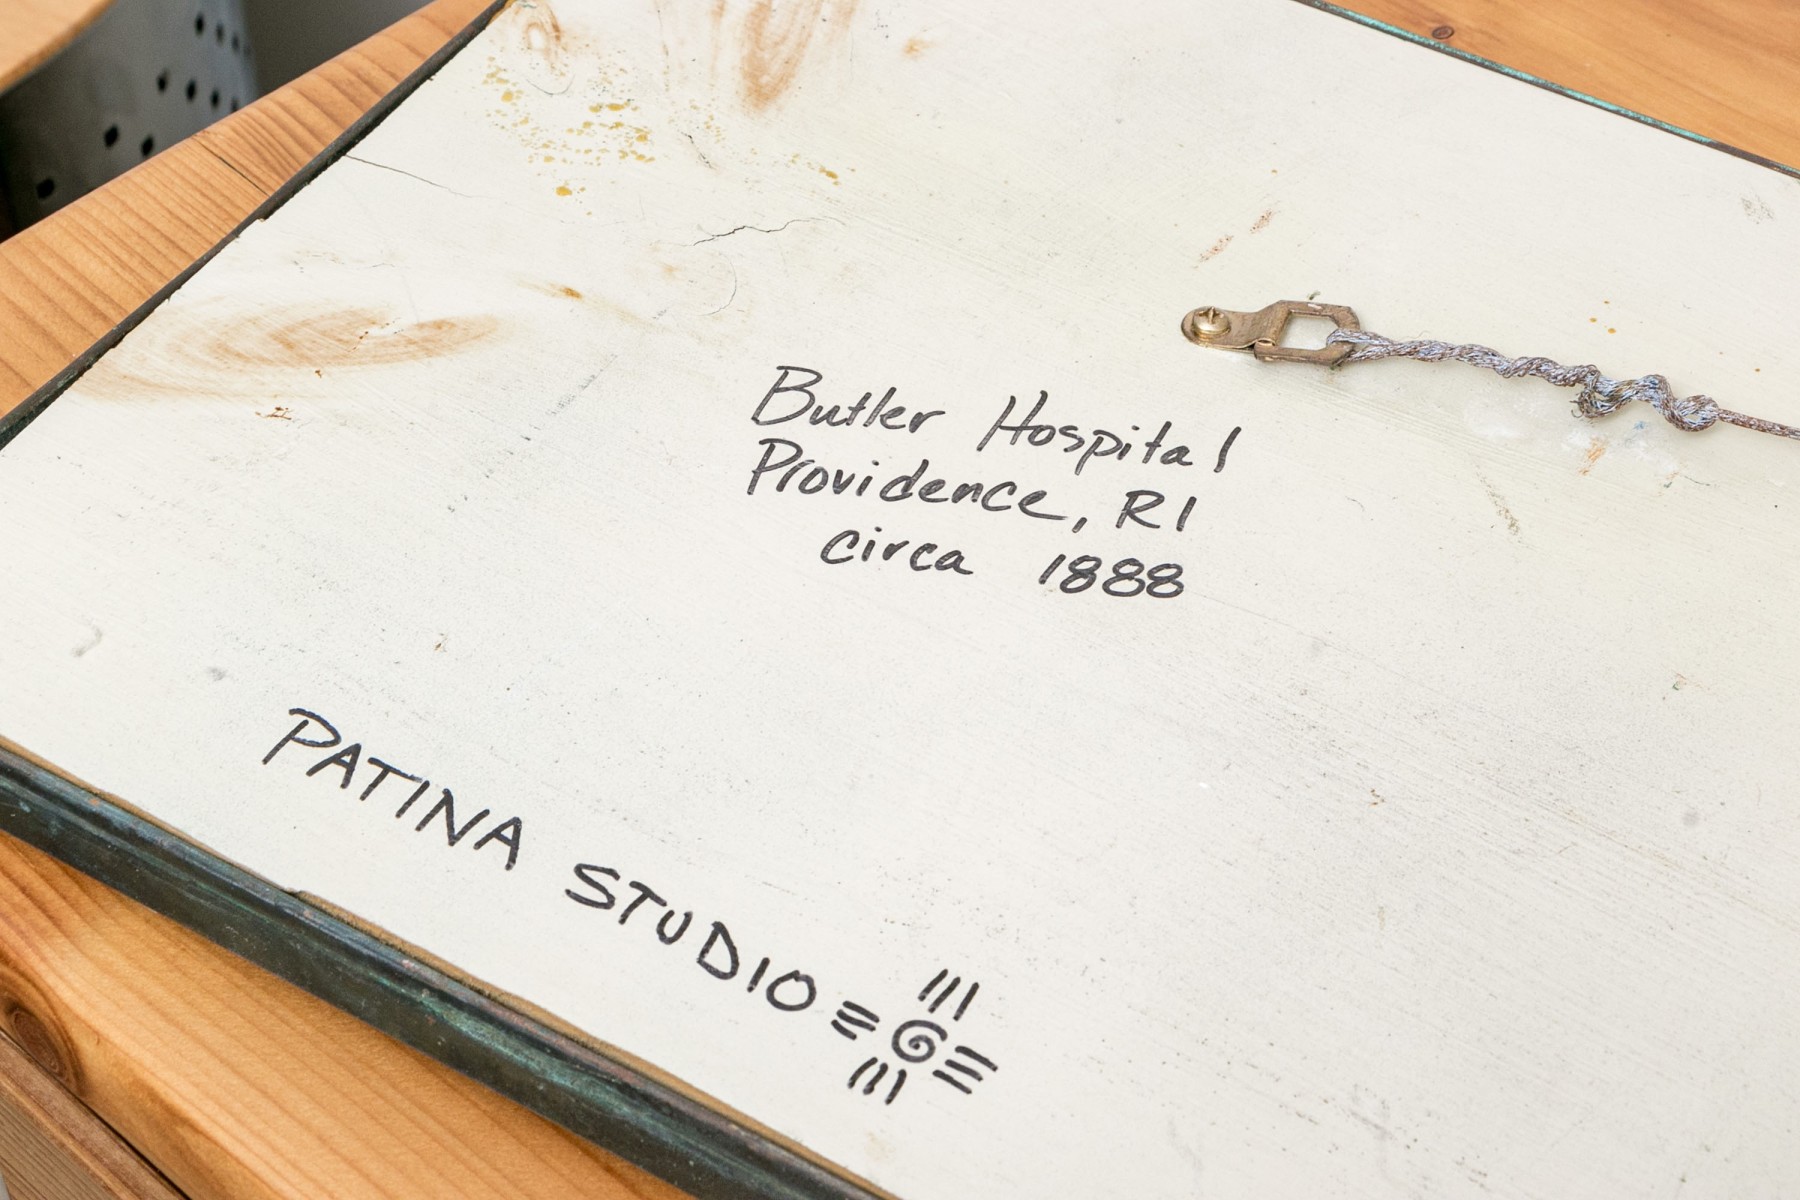 Butler Hospital
Providence, RI
circa 1888
PATINA STUDIO